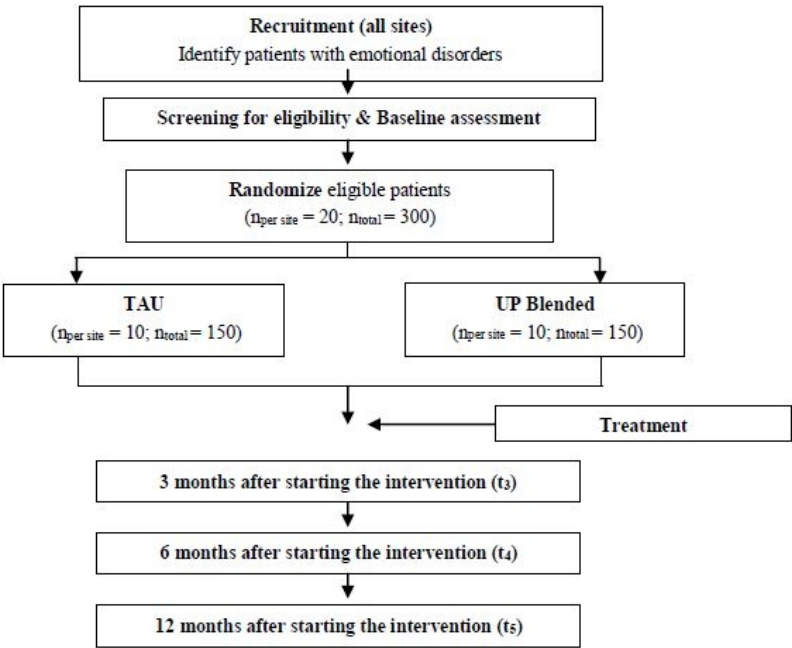 Recruitment (all sites)
Identify patients with emotional disorders
Screening for eligibility & Baseline assessment
Randomize eligible patients
(nper site = 20; ntotal = 300)
TAU
(nper site = 10; ntotal = 150)
UP Blended
(nper site = 10; ntotal = 150)
Treatment
3 months after starting the intervention (t3)
6 months after starting the intervention (t4)
12 months after starting the intervention (t5)